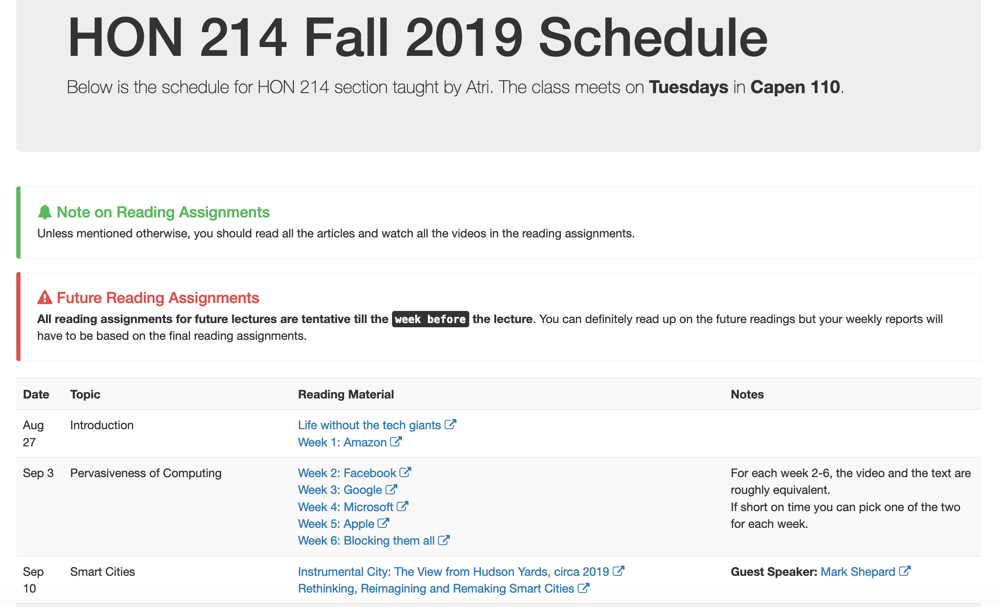 HON 214 Fall 2019 Schedule
Below is the schedule for HON 214 section taught by Atri. The class meets on Tuesdays in Capen 110.
Note on Reading Assignments
Unless mentioned otherwise, you should read all the articles and watch all the videos in the reading assignments.
Future Reading Assignments
All reading assignments for future lectures are tentative till the week before the lecture. You can definitely read up on the future readings but your weekly reports will
have to be based on the final reading assignments.
Date Topic Reading Material Notes
Aug 27 Introduction Life without the tech giants
Week 1: Amazon
Sep 3 Pervasiveness of Computing Week 2: Facebook For each week 2-6, the video and the text are
Week 3: Google roughly equivalent.
Week 4: Microsoft If short on time you can pick one of the two
Week 5: Apple for each week.
Week 6: Blocking them all
Sep 10 Smart Cities Instrumental City: The View from Hudson Yards, circa 2019 Guest Speaker: Mark Shepard
Rethinking, Reimagining and Remaking Smart Cities